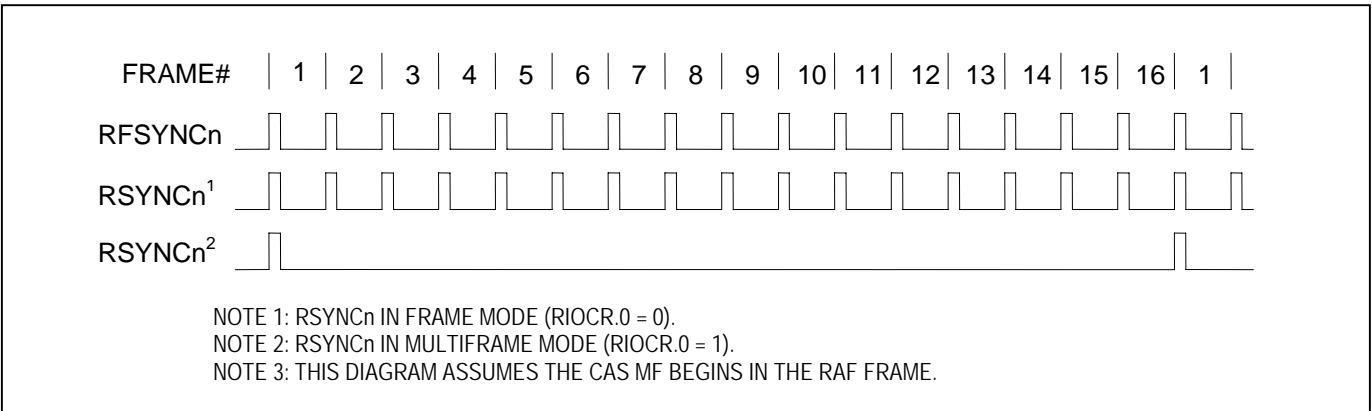 FRAME# 1 2 3 4 5 6 7 8 9 10 11 12 13 14 15 16 1
RFSYNCn
RSYNCn¹
RSYNCn²
NOTE 1: RSYNCn IN FRAME MODE (RIOCR.0 = 0).
NOTE 2: RSYNCn IN MULTIFRAME MODE (RIOCR.0 = 1).
NOTE 3: THIS DIAGRAM ASSUMES THE CAS MF BEGINS IN THE RAF FRAME.